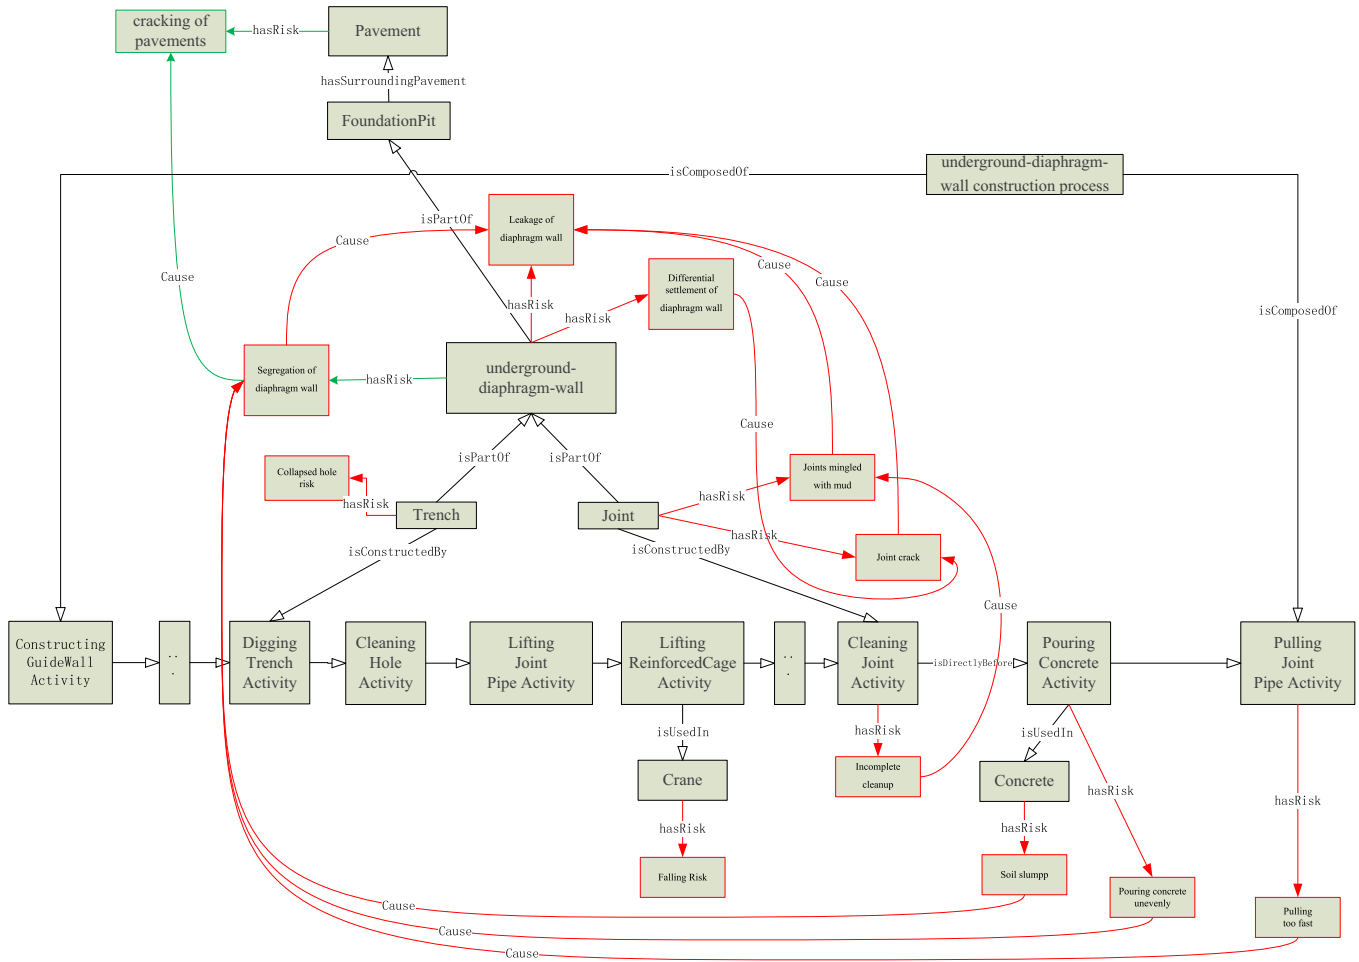 cracking of
pavements
hasRisk
Pavement
hasSurroundingPavement
FoundationPit
underground-diaphragm-
wall construction process
isComposedOf
isPartOf
Leakage of
diaphragm wall
Cause
Cause
Cause
Cause
Differential
settlement of
diaphragm wall
hasRisk
hasRisk
isComposedOf
Segregation of
diaphragm wall
hasRisk
underground-
diaphragm-wall
Cause
isPartOf
isPartOf
Collapsed hole
risk
hasRisk
Trench
Joint
hasRisk
Joints mingled
with mud
hasRisk
Joint crack
isConstructedBy
isConstructedBy
Cause
Constructing
GuideWall
Activity
..
.
Digging
Trench
Activity
Cleaning
Hole
Activity
Lifting
Joint
Pipe Activity
Lifting
ReinforcedCage
Activity
..
.
Cleaning
Joint
Activity
isDirectlyBefore
Pouring
Concrete
Activity
Pulling
Joint
Pipe Activity
isUsedIn
hasRisk
isUsedIn
Crane
Incomplete
cleanup
Concrete
hasRisk
hasRisk
hasRisk
hasRisk
Falling Risk
Soil slumpp
Pouring concrete
unevenly
Pulling
too fast
Cause
Cause
Cause